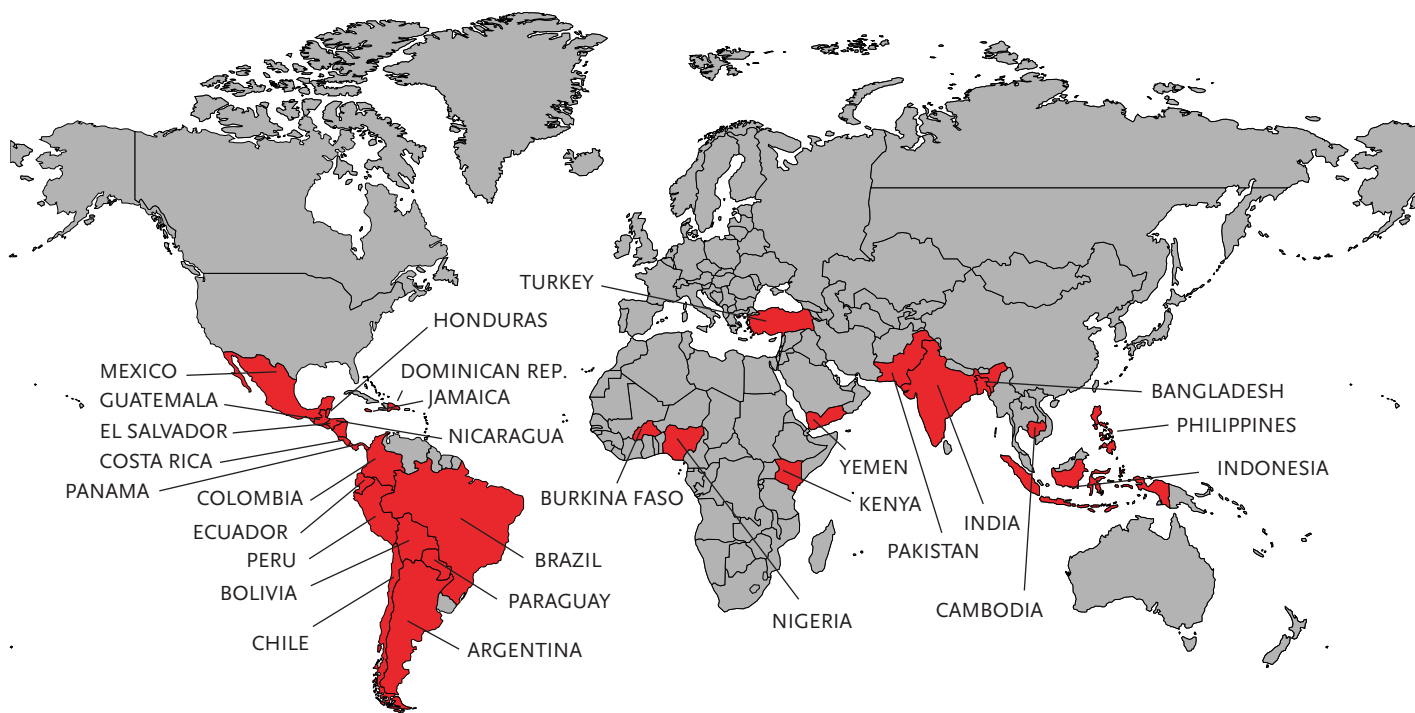 TURKEY
HONDURAS
MEXICO
DOMINICAN REP.
GUATEMALA
JAMAICA
BANGLADESH
EL SALVADOR
NICARAGUA
PHILIPPINES
COSTA RICA
YEMEN
INDONESIA
PANAMA
COLOMBIA
BURKINA FASO
KENYA
ECUADOR
INDIA
PERU
BRAZIL
PAKISTAN
BOLIVIA
PARAGUAY
CAMBODIA
NIGERIA
CHILE
ARGENTINA